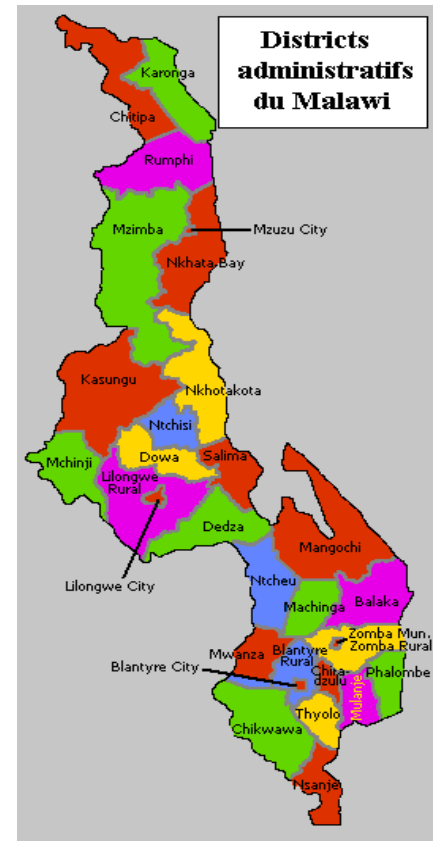 Districts
administratifs
du Malawi
Karonga
Chitipa
Rumphi
Mzimba
Mzuzu City
Nkhata Bay
Kasungu
Nkhotakota
Ntchisi
Dowa
Salima
Mchinji
Lilongwe
Rural
Dedza
Lilongwe City
Mangochi
Ntcheu
Machinga
Balaka
Zomba Mun.
Zomba Rural
Mwanza
Blantyre
Rural
Blantyre City
Chira-
dzulu
Phalombe
Mulanje
Thyolo
Chikwawa
Nsanje